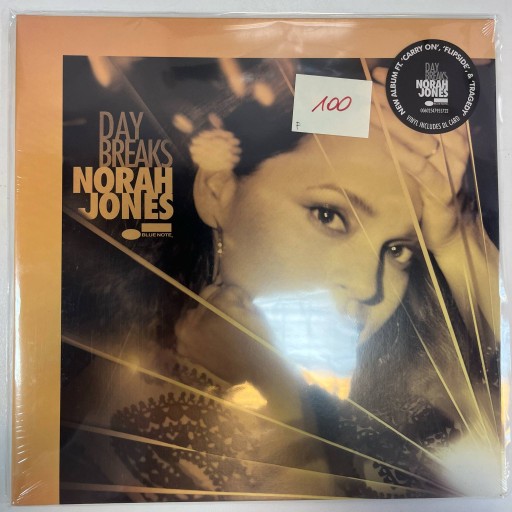 DAY
BREAKS
NORAH
JONES
BLUE NOTE
100
NEW ALBUM FT. 'CARRY ON', 'FLIPSIDE', & 'TRAGEDY'
DAY
BREAKS
NORAH
JONES
VINYL INCLUDES DL CARD